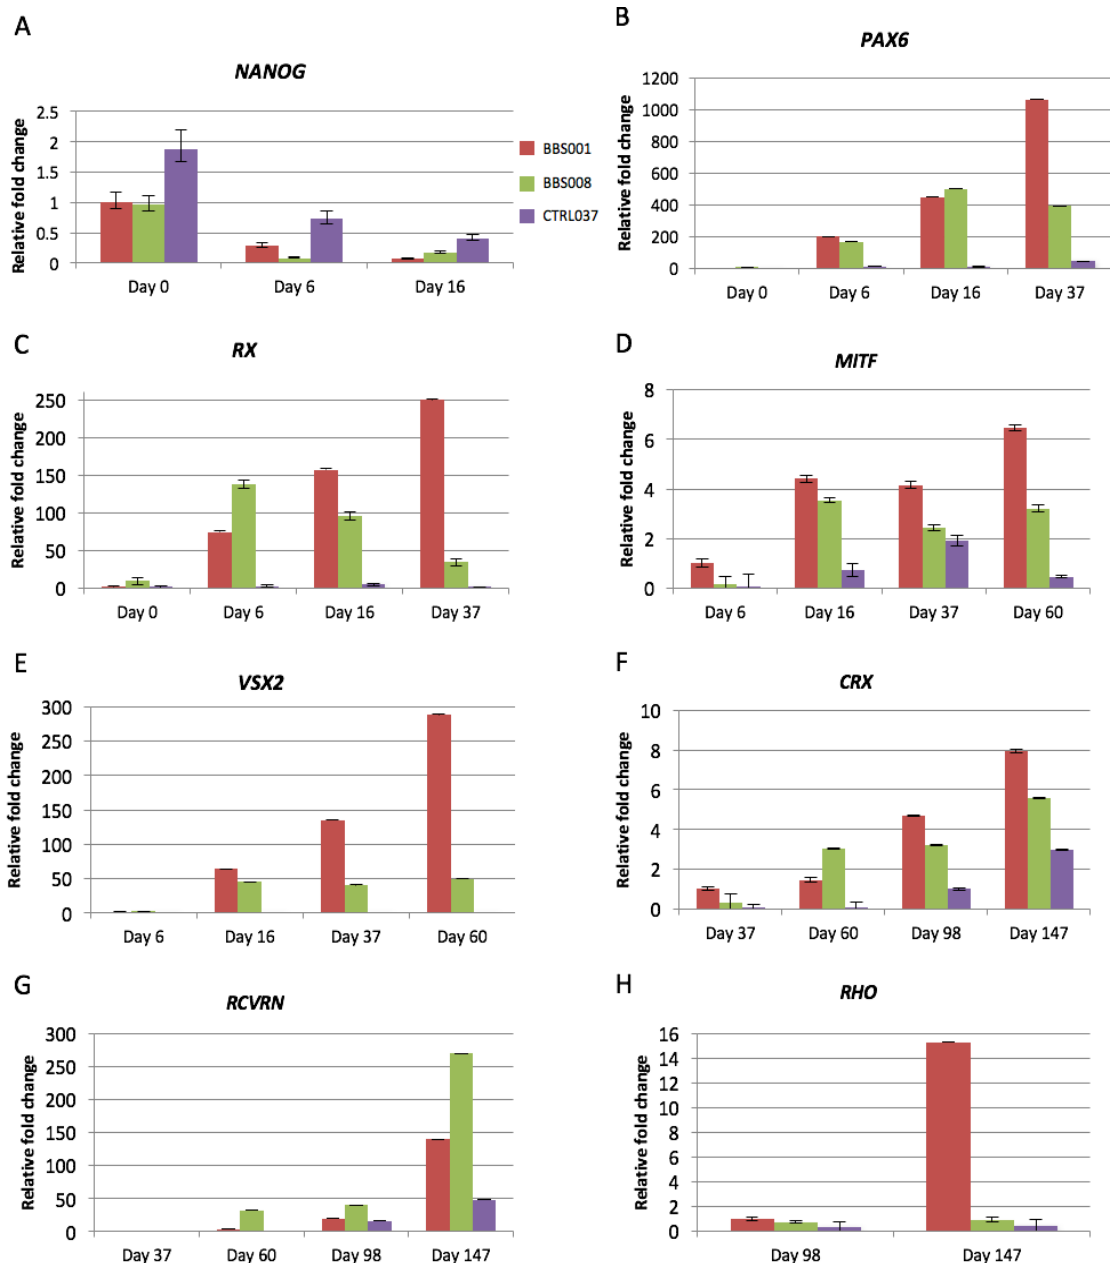 A
NANOG
Relative fold change
2.5
2
1.5
1
0.5
0
Day 0 Day 6 Day 16
BBS001
BBS008
CTRL037
B
PAX6
Relative fold change
1200
1000
800
600
400
200
0
Day 0 Day 6 Day 16 Day 37
C
RX
Relative fold change
250
200
150
100
50
0
Day 0 Day 6 Day 16 Day 37
D
MITF
Relative fold change
8
6
4
2
0
Day 6 Day 16 Day 37 Day 60
E
VSX2
Relative fold change
300
250
200
150
100
50
0
Day 6 Day 16 Day 37 Day 60
F
CRX
Relative fold change
10
8
6
4
2
0
Day 37 Day 60 Day 98 Day 147
G
RCVRN
Relative fold change
300
250
200
150
100
50
0
Day 37 Day 60 Day 98 Day 147
H
RHO
Relative fold change
16
14
12
10
8
6
4
2
0
Day 98 Day 147